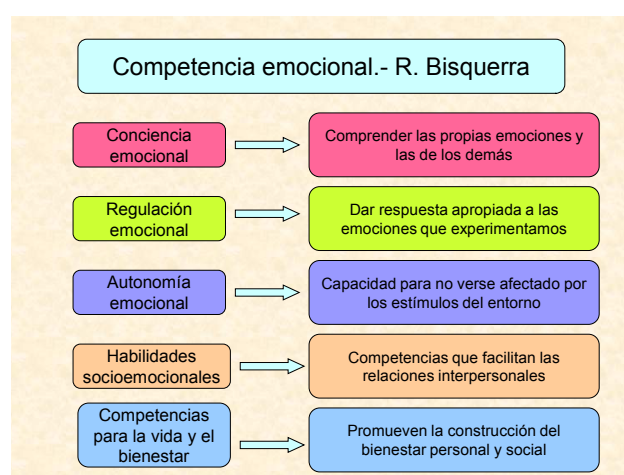 Competencia emocional.- R. Bisquerra
Conciencia
emocional
Comprender las propias emociones y
las de los demás
Regulación
emocional
Dar respuesta apropiada a las
emociones que experimentamos
Autonomía
emocional
Capacidad para no verse afectado por
los estímulos del entorno
Habilidades
socioemocionales
Competencias que facilitan las
relaciones interpersonales
Competencias
para la vida y el
bienestar
Promueven la construcción del
bienestar personal y social